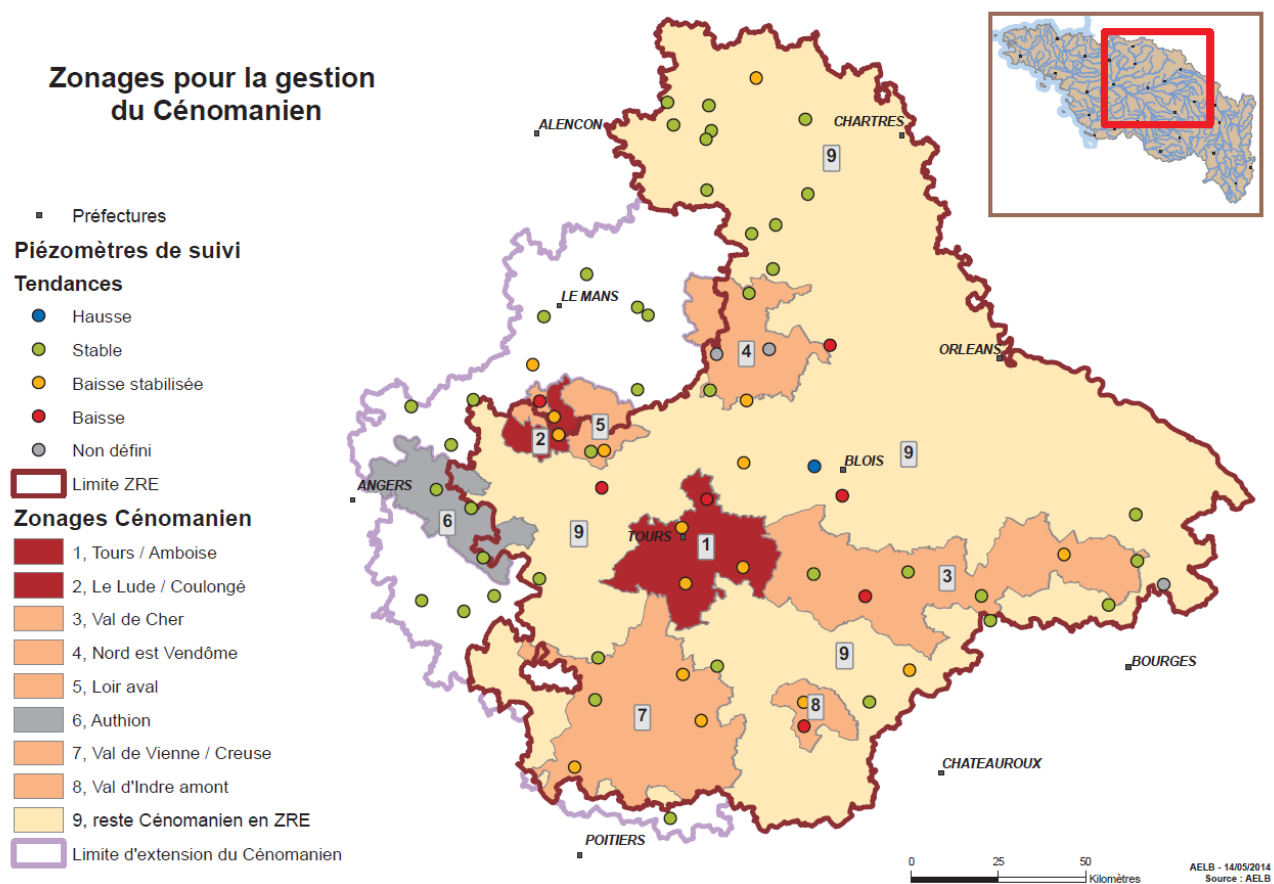 Zonages pour la gestion
du Cénomanien
Préfectures
Piézomètres de suivi
Tendances
Hausse
Stable
Baisse stabilisée
Baisse
Non défini
Limite ZRE
Zonages Cénomanien
1, Tours / Amboise
2, Le Lude / Coulongé
3, Val de Cher
4, Nord est Vendôme
5, Loir aval
6, Authion
7, Val de Vienne / Creuse
8, Val d'Indre amont
9, reste Cénomanien en ZRE
Limite d'extension du Cénomanien
ALENCON
CHARTRES
9
LE MANS
4
ORLEANS
5
2
9
BLOIS
ANGERS
6
9
TOURS
1
3
9
BOURGES
7
8
CHATEAUROUX
POITIERS
0 25 50
Kilomètres
AELB - 14/05/2014
Source : AELB